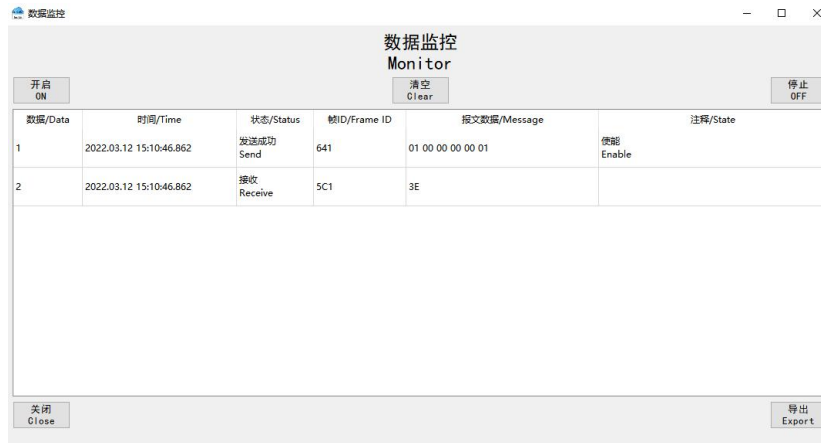 数据监控
数据监控
Monitor
开启
ON
清空
Clear
停止
OFF
数据/Data 时间/Time 状态/Status 帧ID/Frame ID 报文数据/Message 注释/State
1 2022.03.12 15:10:46.862 发送成功 Send 641 01 00 00 00 00 01 使能 Enable
2 2022.03.12 15:10:46.862 接收 Receive 5C1 3E
关闭
Close
导出
Export